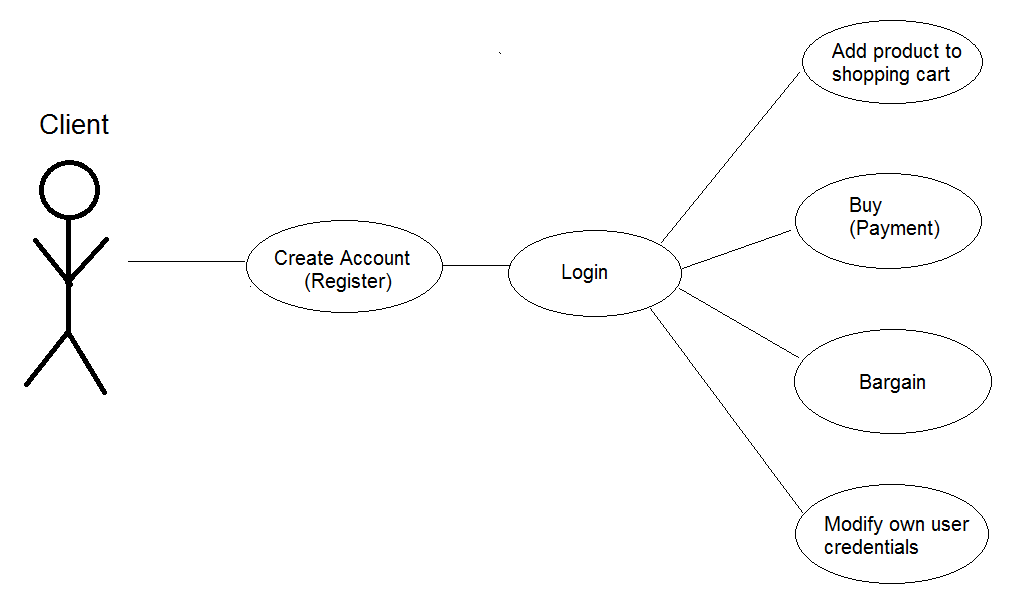 Client
Create Account
(Register)
Login
Add product to
shopping cart
Buy
(Payment)
Bargain
Modify own user
credentials